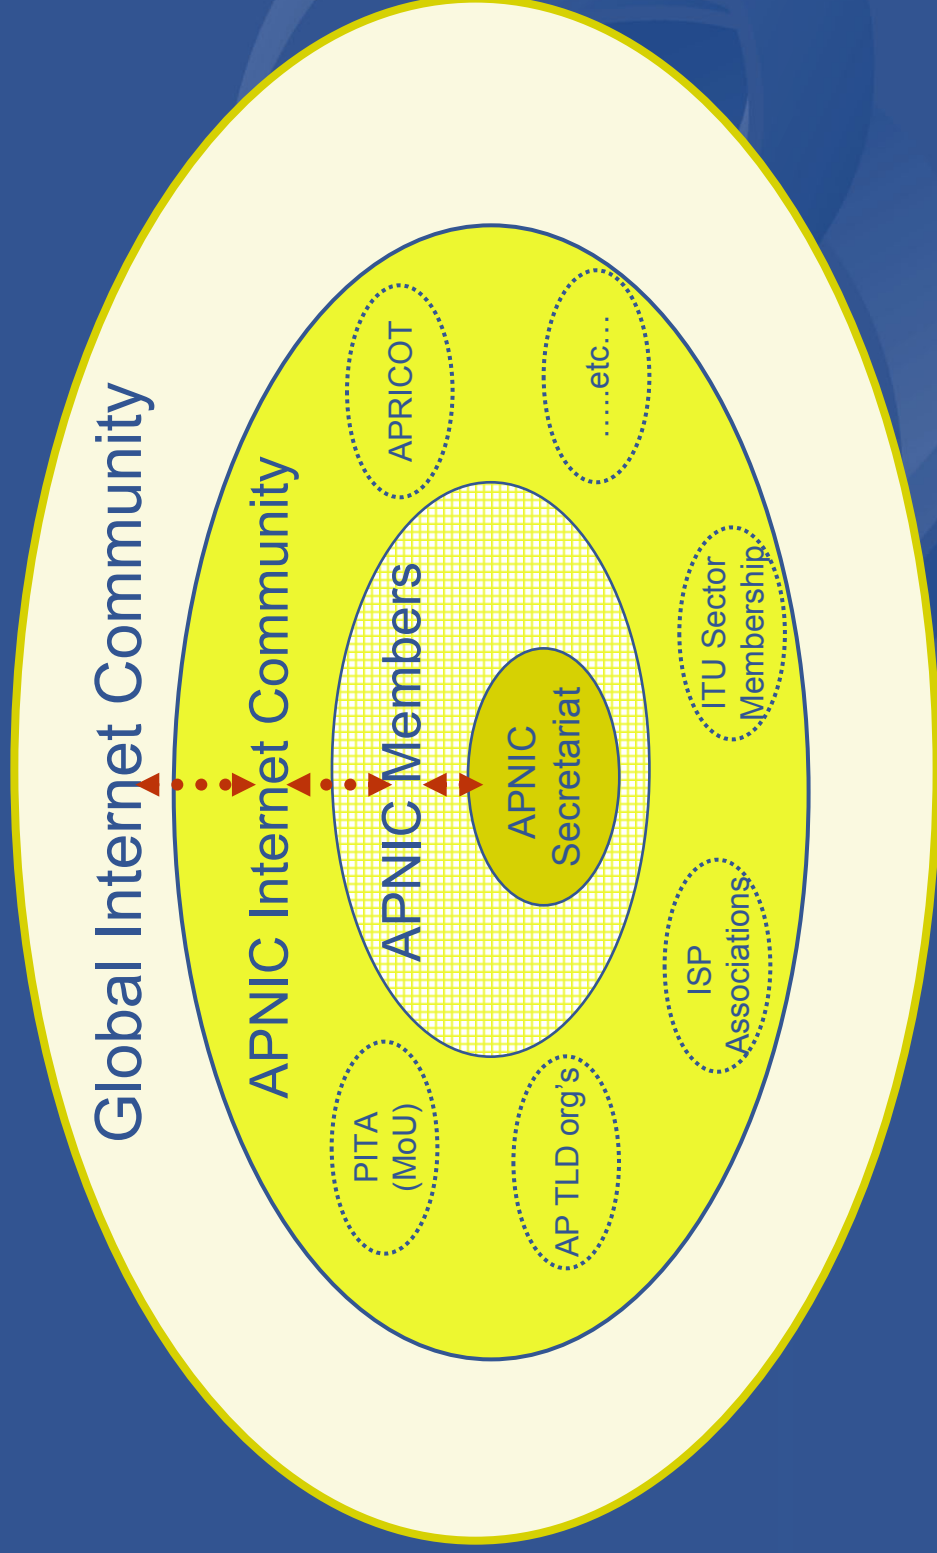 Global Internet Community
APNIC Internet Community
APNIC Members
APNIC
Secretariat
PITA
(MoU)
APRICOT
AP TLD org’s
……etc…
ISP
Associations
ITU Sector
Membership